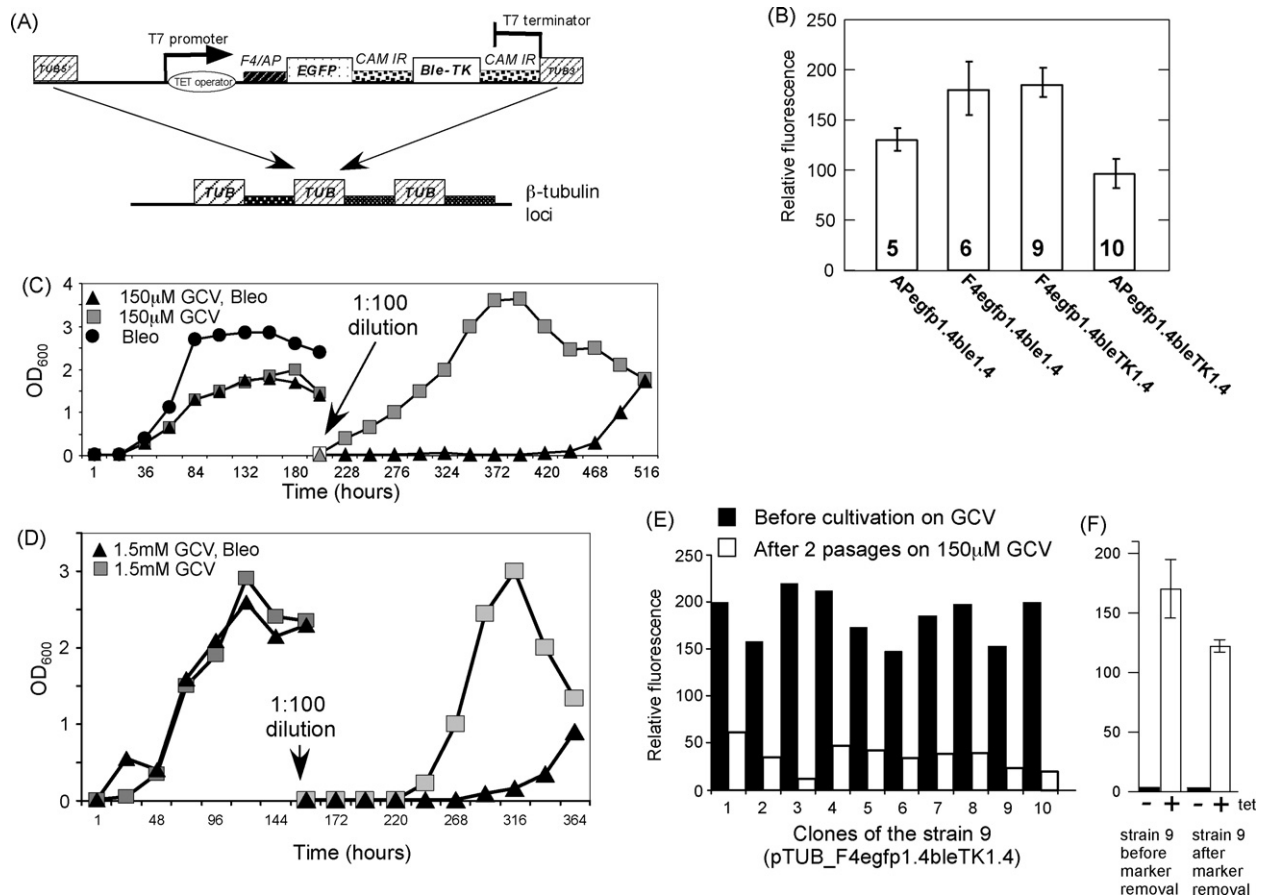 (A)
T7 promoter
T7 terminator
TUB5'
F4/AP
EGFP
CAM IR
Ble-TK
CAM IR
TUB3'
TET operator
TUB
TUB
TUB
β-tubulin
loci
(B)
Relative fluorescence
250
200
150
100
50
0
5
6
9
10
APegfp1.4ble1.4
F4egfp1.4ble1.4
F4egfp1.4bleTK1.4
APegfp1.4bleTK1.4
(C)
150µM GCV, Bleo
150µM GCV
Bleo
1:100
dilution
OD600
4
3
2
1
0
1 36 84 132 180 228 276 324 372 420 468 516
Time (hours)
(D)
1.5mM GCV, Bleo
1.5mM GCV
1:100
dilution
OD600
3
2
1
0
1 48 96 144 172 220 268 316 364
Time (hours)
(E)
Before cultivation on GCV
After 2 passages on 150µM GCV
Relative fluorescence
250
200
150
100
50
0
1 2 3 4 5 6 7 8 9 10
Clones of the strain 9
(pTUB_F4egfp1.4bleTK1.4)
(F)
200
150
100
50
0
- + - + tet
strain 9
before
marker
removal
strain 9
after
marker
removal